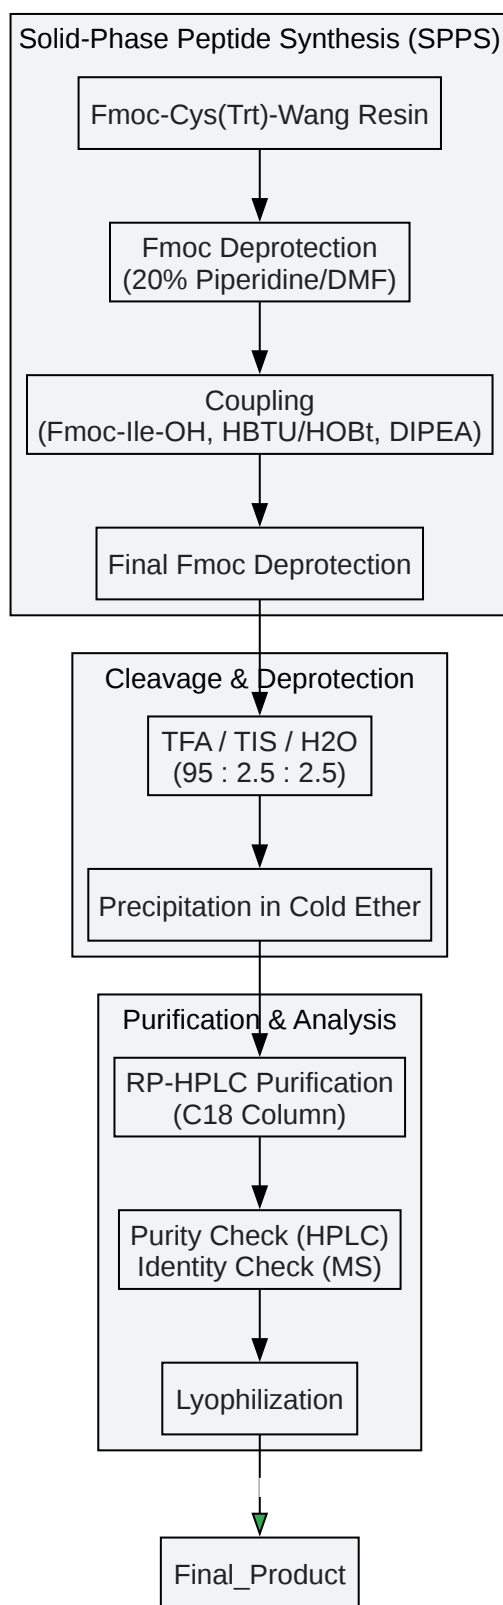 Solid-Phase Peptide Synthesis (SPPS)
Fmoc-Cys(Trt)-Wang Resin
Fmoc Deprotection
(20% Piperidine/DMF)
Coupling
(Fmoc-Ile-OH, HBTU/HOBt, DIPEA)
Final Fmoc Deprotection
Cleavage & Deprotection
TFA / TIS / H2O
(95 : 2.5 : 2.5)
Precipitation in Cold Ether
Purification & Analysis
RP-HPLC Purification
(C18 Column)
Purity Check (HPLC)
Identity Check (MS)
Lyophilization
Final_Product